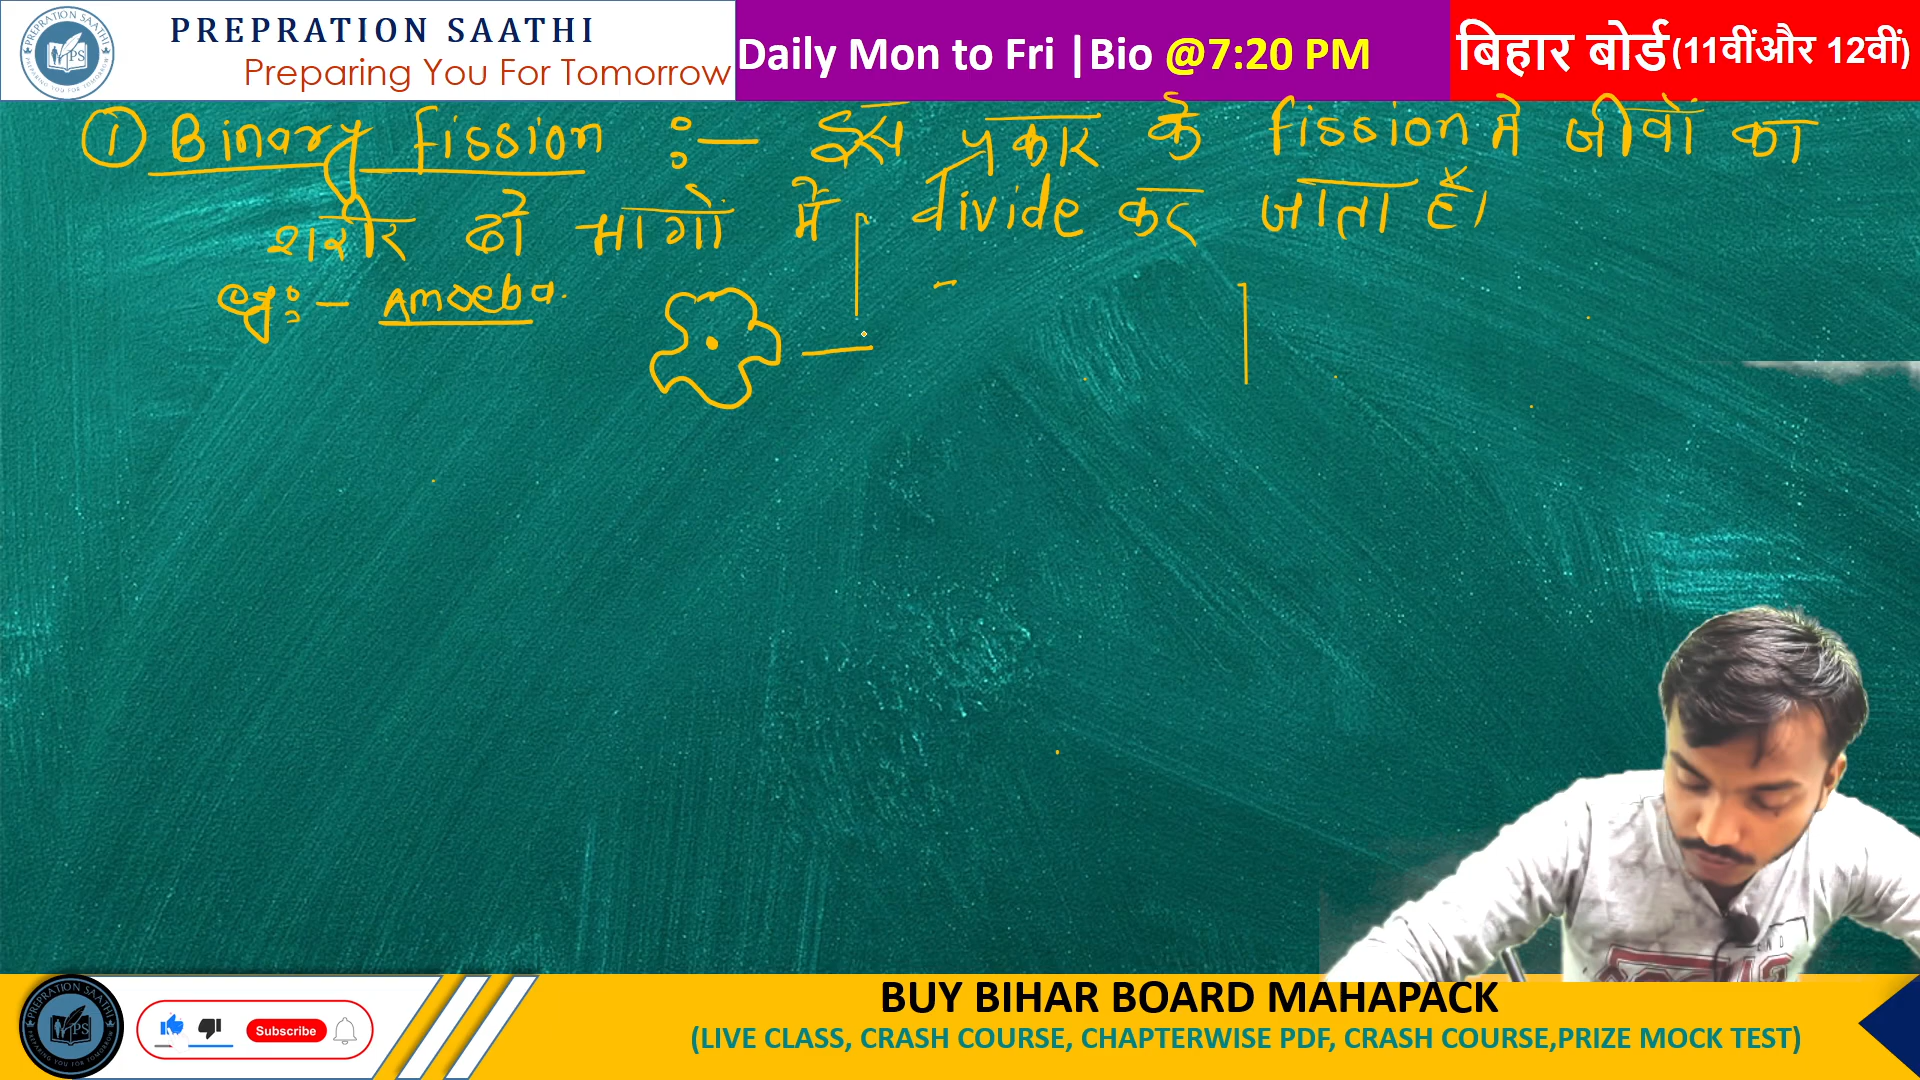 PREPRATION SAATHI
Preparing You For Tomorrow
Daily Mon to Fri |Bio @7:20 PM
बिहार बोर्ड(11वींऔर 12वीं)
① Binary fission :— इस प्रकार के fission में जीवों का
शरीर दो भागों में divide कर जाता है।
eg:- Amoeba.
Subscribe
BUY BIHAR BOARD MAHAPACK
(LIVE CLASS, CRASH COURSE, CHAPTERWISE PDF, CRASH COURSE,PRIZE MOCK TEST)